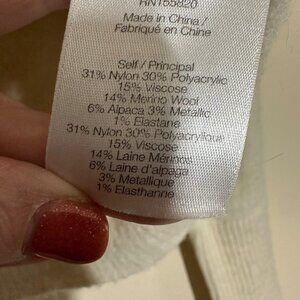 RN155820
Made in China /
Fabriqué en Chine
Self / Principal
31% Nylon 30% Polyacrylic
15% Viscose
14% Merino Wool
6% Alpaca 3% Metallic
1% Elastane
31% Nylon 30% Polyacrylique
15% Viscose
14% Laine Mérinos
6% Laine d'alpaga
3% Metallique
1% Elasthanne